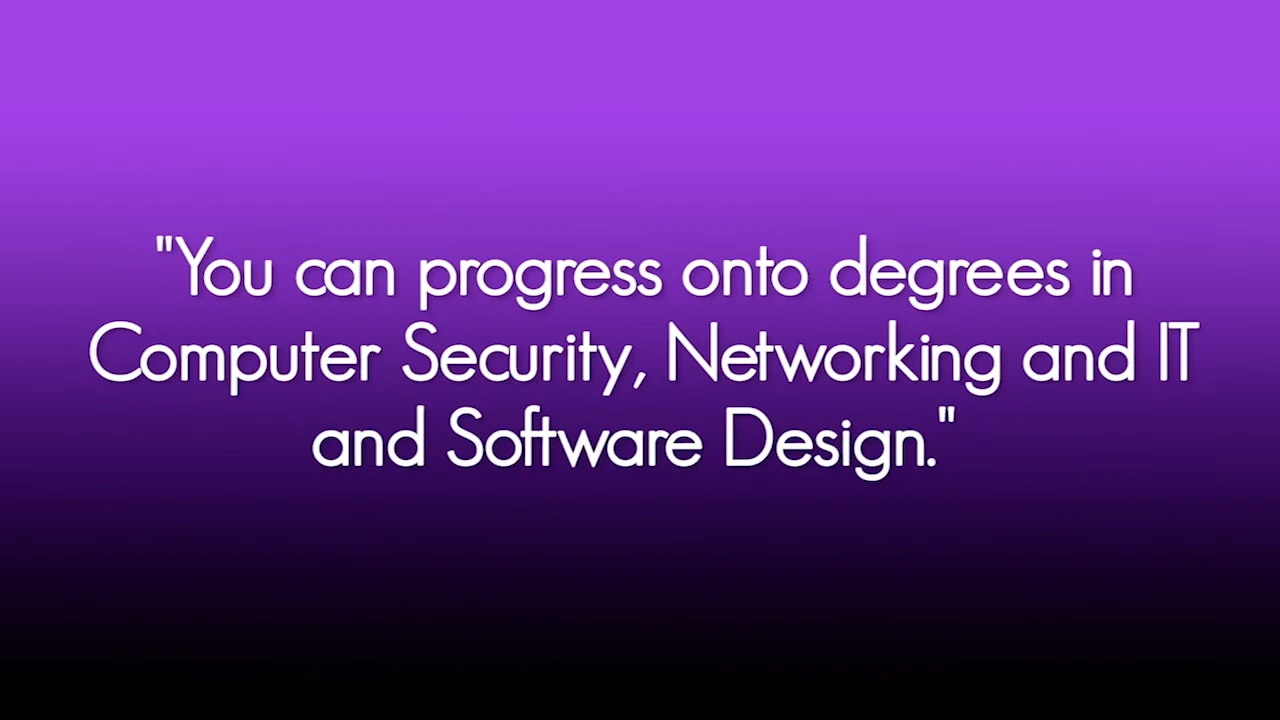 "You can progress onto degrees in
Computer Security, Networking and IT
and Software Design."